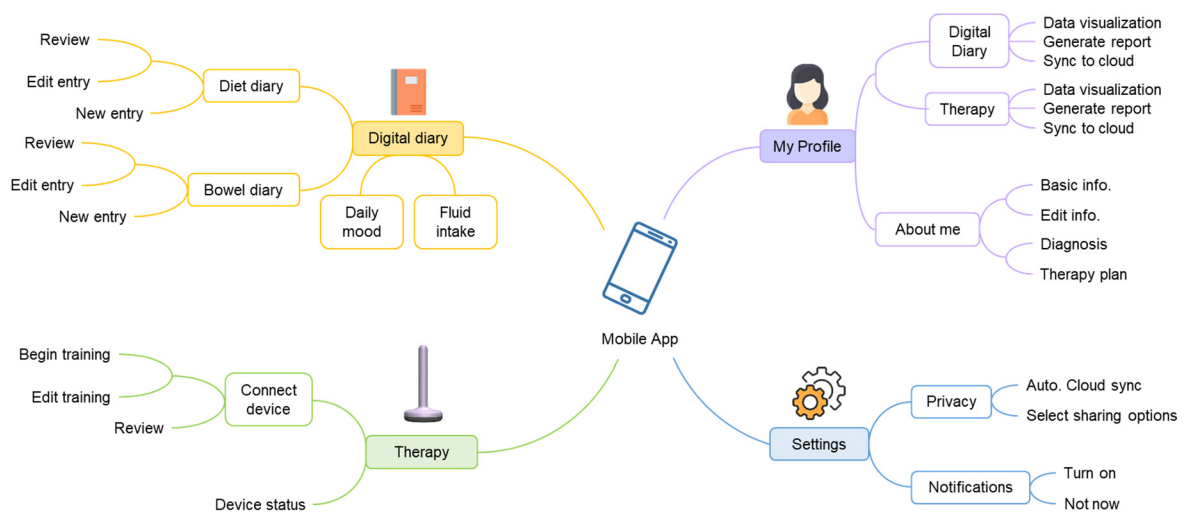 Review
Edit entry
Diet diary
New entry
Review
Edit entry
Bowel diary
New entry
Digital diary
Daily
mood
Fluid
intake
My Profile
Digital
Diary
Data visualization
Generate report
Sync to cloud
Therapy
Data visualization
Generate report
Sync to cloud
About me
Basic info.
Edit info.
Diagnosis
Therapy plan
Mobile App
Begin training
Edit training
Connect
device
Review
Therapy
Device status
Settings
Privacy
Auto. Cloud sync
Select sharing options
Notifications
Turn on
Not now